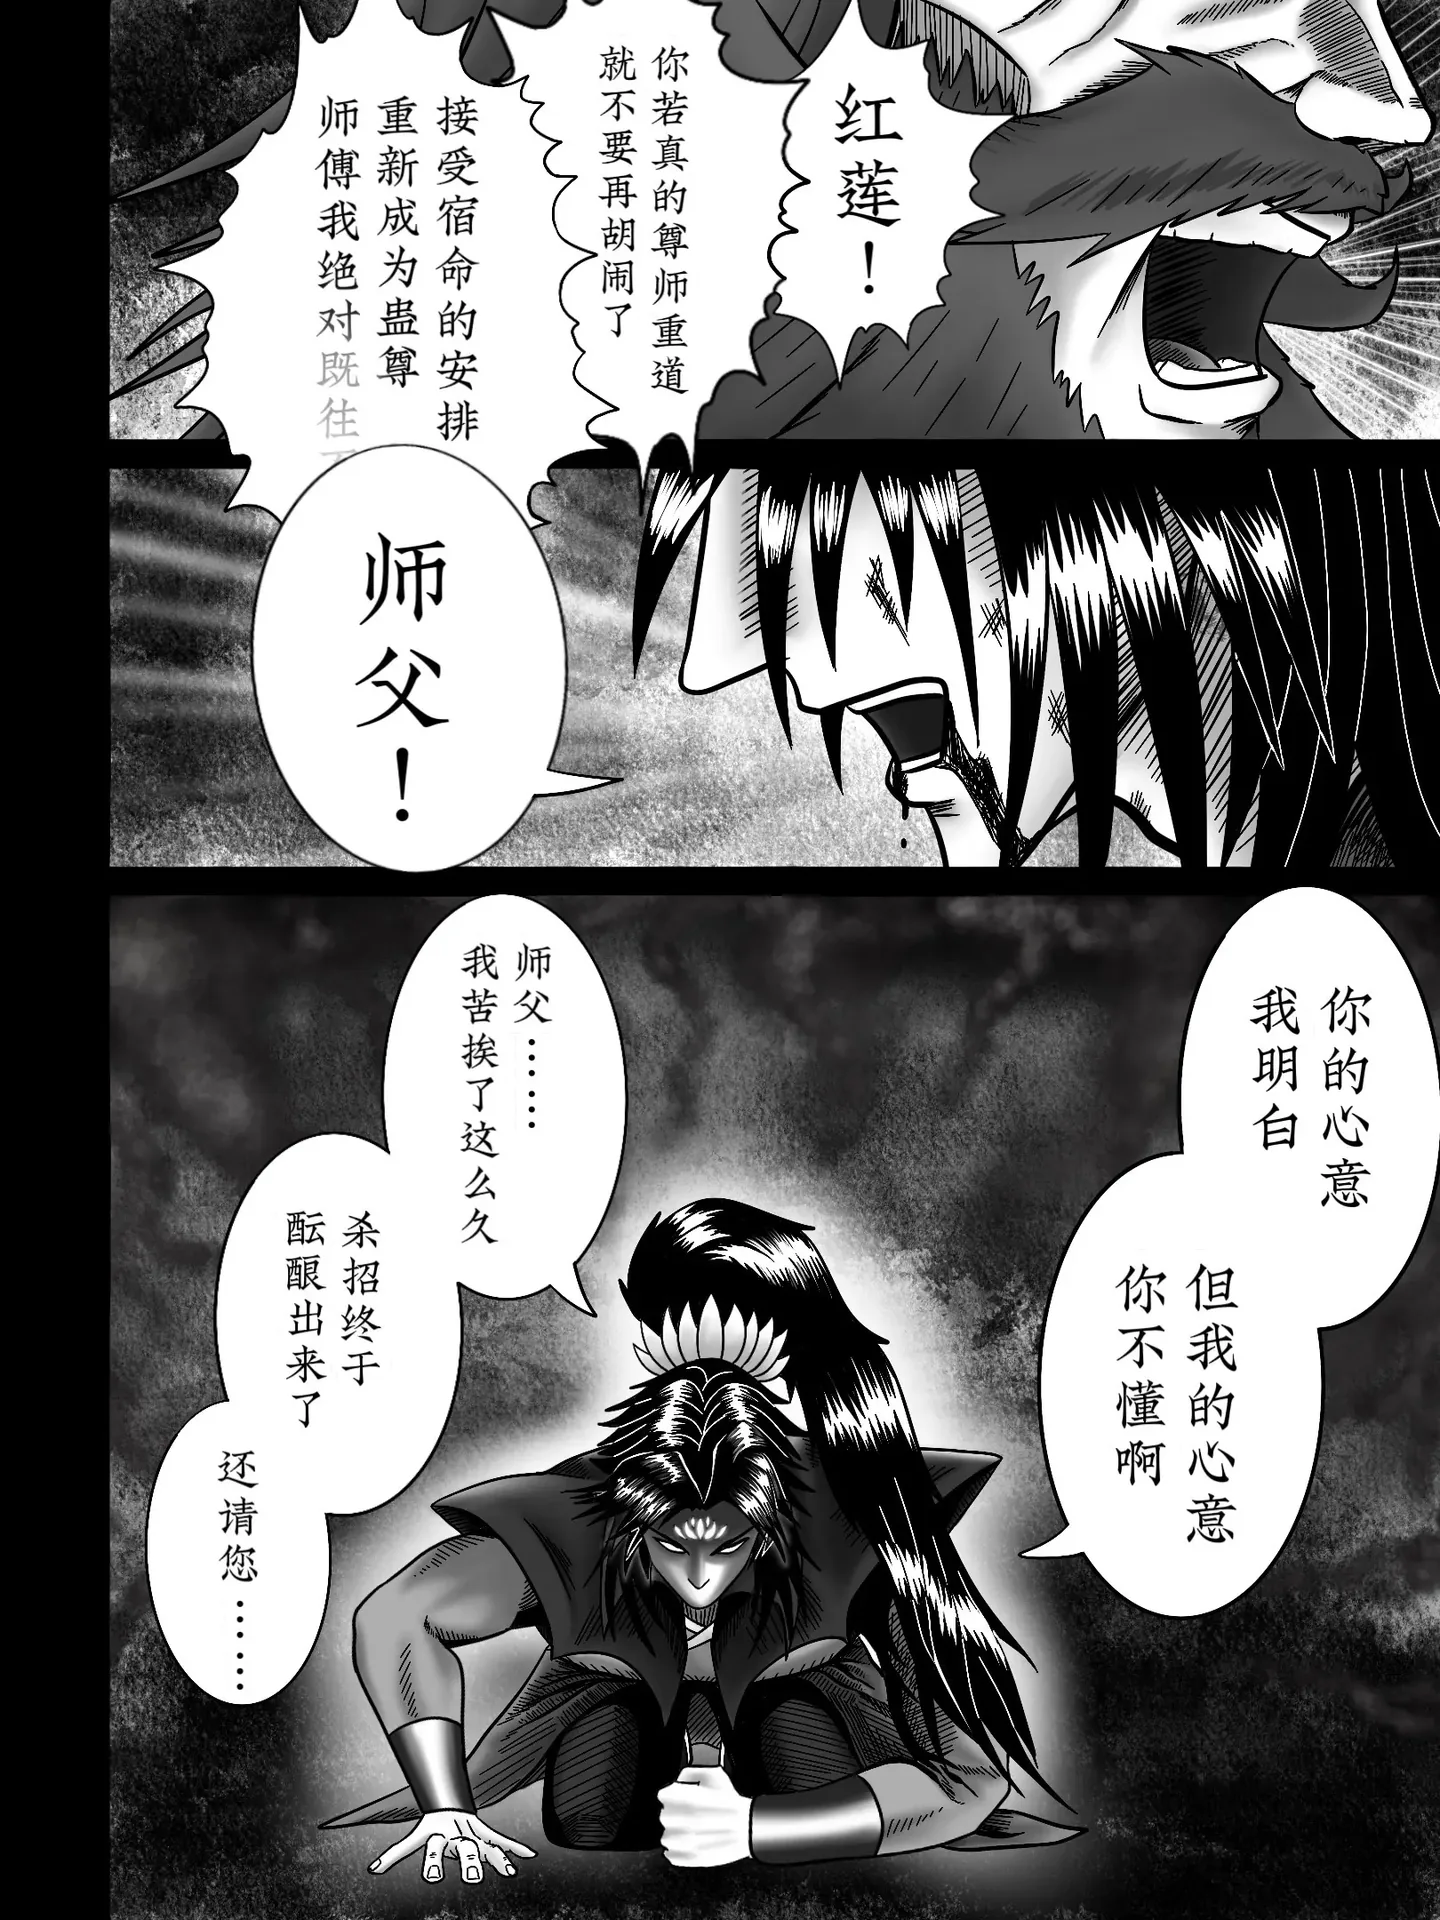 红莲！
你若真的尊师重道
就不要再胡闹了
接受宿命的安排
重新成为蛊尊
师傅我绝对既往
师父！
你的心意
我明白
但我的心意
你不懂啊
师父……
我苦挨了这么久
杀招终于
酝酿出来了
还请您……